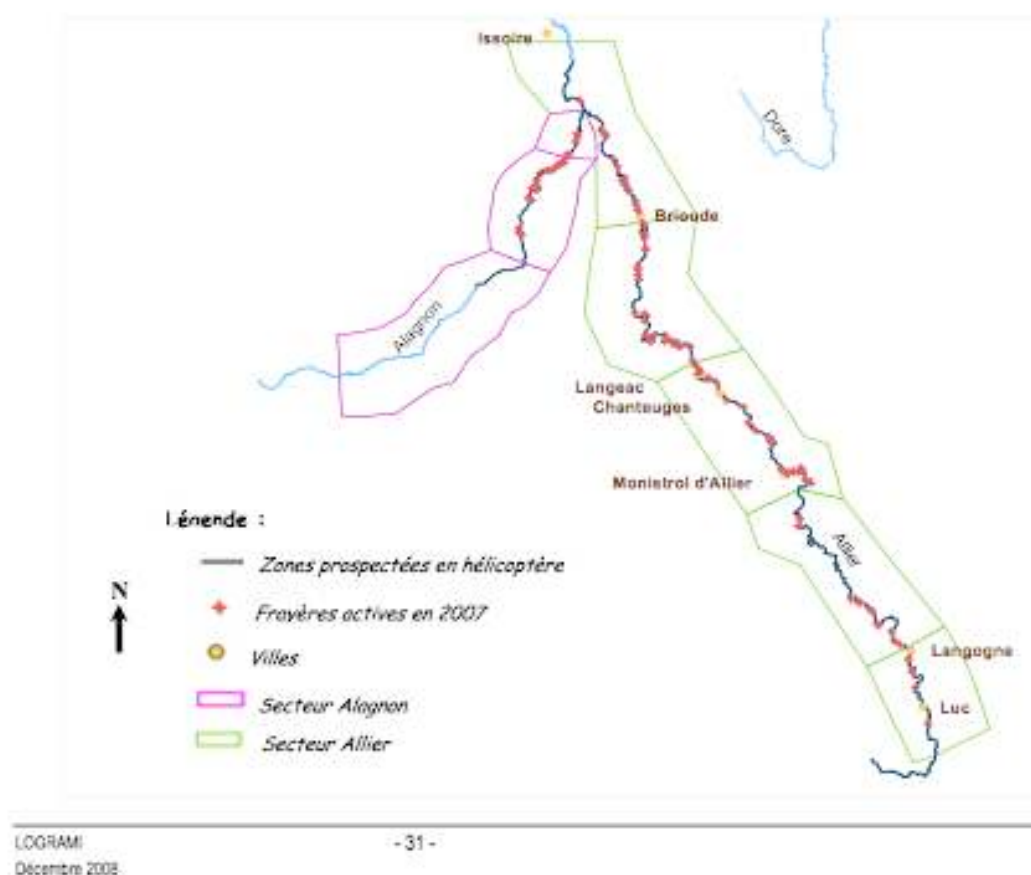 Issoire
Dore
Brioude
Alagnon
Langeac
Chanteuges
Monistrol d'Allier
Allier
Langogne
Luc
Légende :
Zones prospectées en hélicoptère
N
Frayères actives en 2007
Villes
Secteur Alagnon
Secteur Allier
LOGRAMI
- 31 -
Décembre 2008